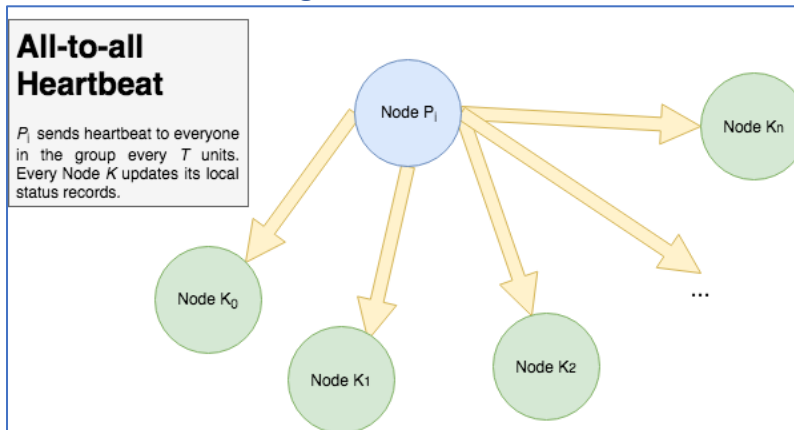 All-to-all
Heartbeat
Pi sends heartbeat to everyone
in the group every T units.
Every Node K updates its local
status records.
Node Pi
Node Kn
Node K0
...
Node K1
Node K2